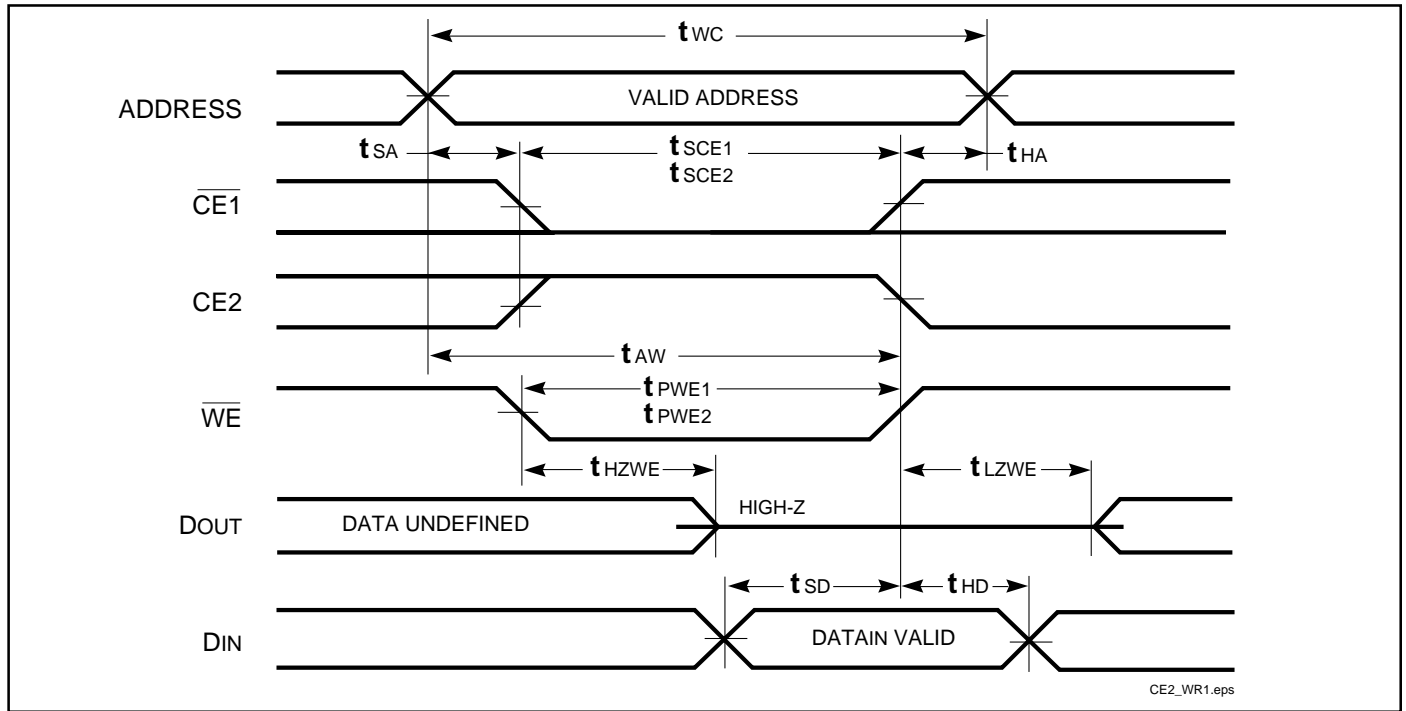 tWC
ADDRESS
VALID ADDRESS
tSA
tSCE1
tSCE2
tHA
CE1
CE2
tAW
tPWE1
tPWE2
WE
tHZWE
tLZWE
HIGH-Z
DOUT
DATA UNDEFINED
tSD
tHD
DIN
DATAIN VALID
CE2_WR1.eps